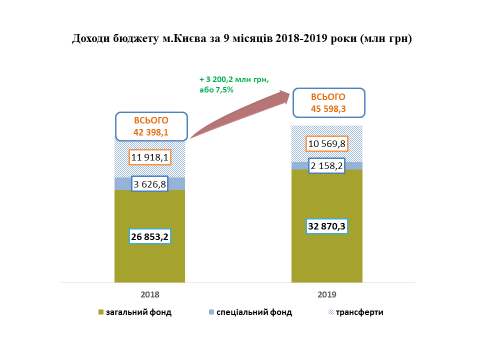 Доходи бюджету м.Києва за 9 місяців 2018-2019 роки (млн грн)
+ 3 200,2 млн грн,
або 7,5%
ВСЬОГО
42 398,1
ВСЬОГО
45 598,3
11 918,1
3 626,8
26 853,2
10 569,8
2 158,2
32 870,3
2018
2019
загальний фонд
спеціальний фонд
трансферти